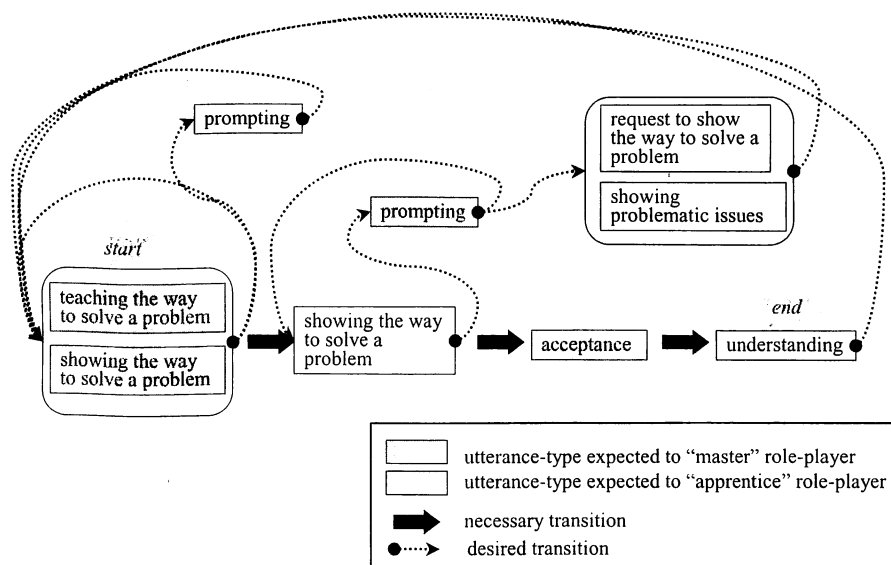 prompting
request to show
the way to solve a
problem
showing
problematic issues
prompting
start
teaching the way
to solve a problem
showing the way
to solve a problem
showing the way
to solve a
problem
acceptance
end
understanding
utterance-type expected to “master” role-player
utterance-type expected to “apprentice” role-player
necessary transition
desired transition